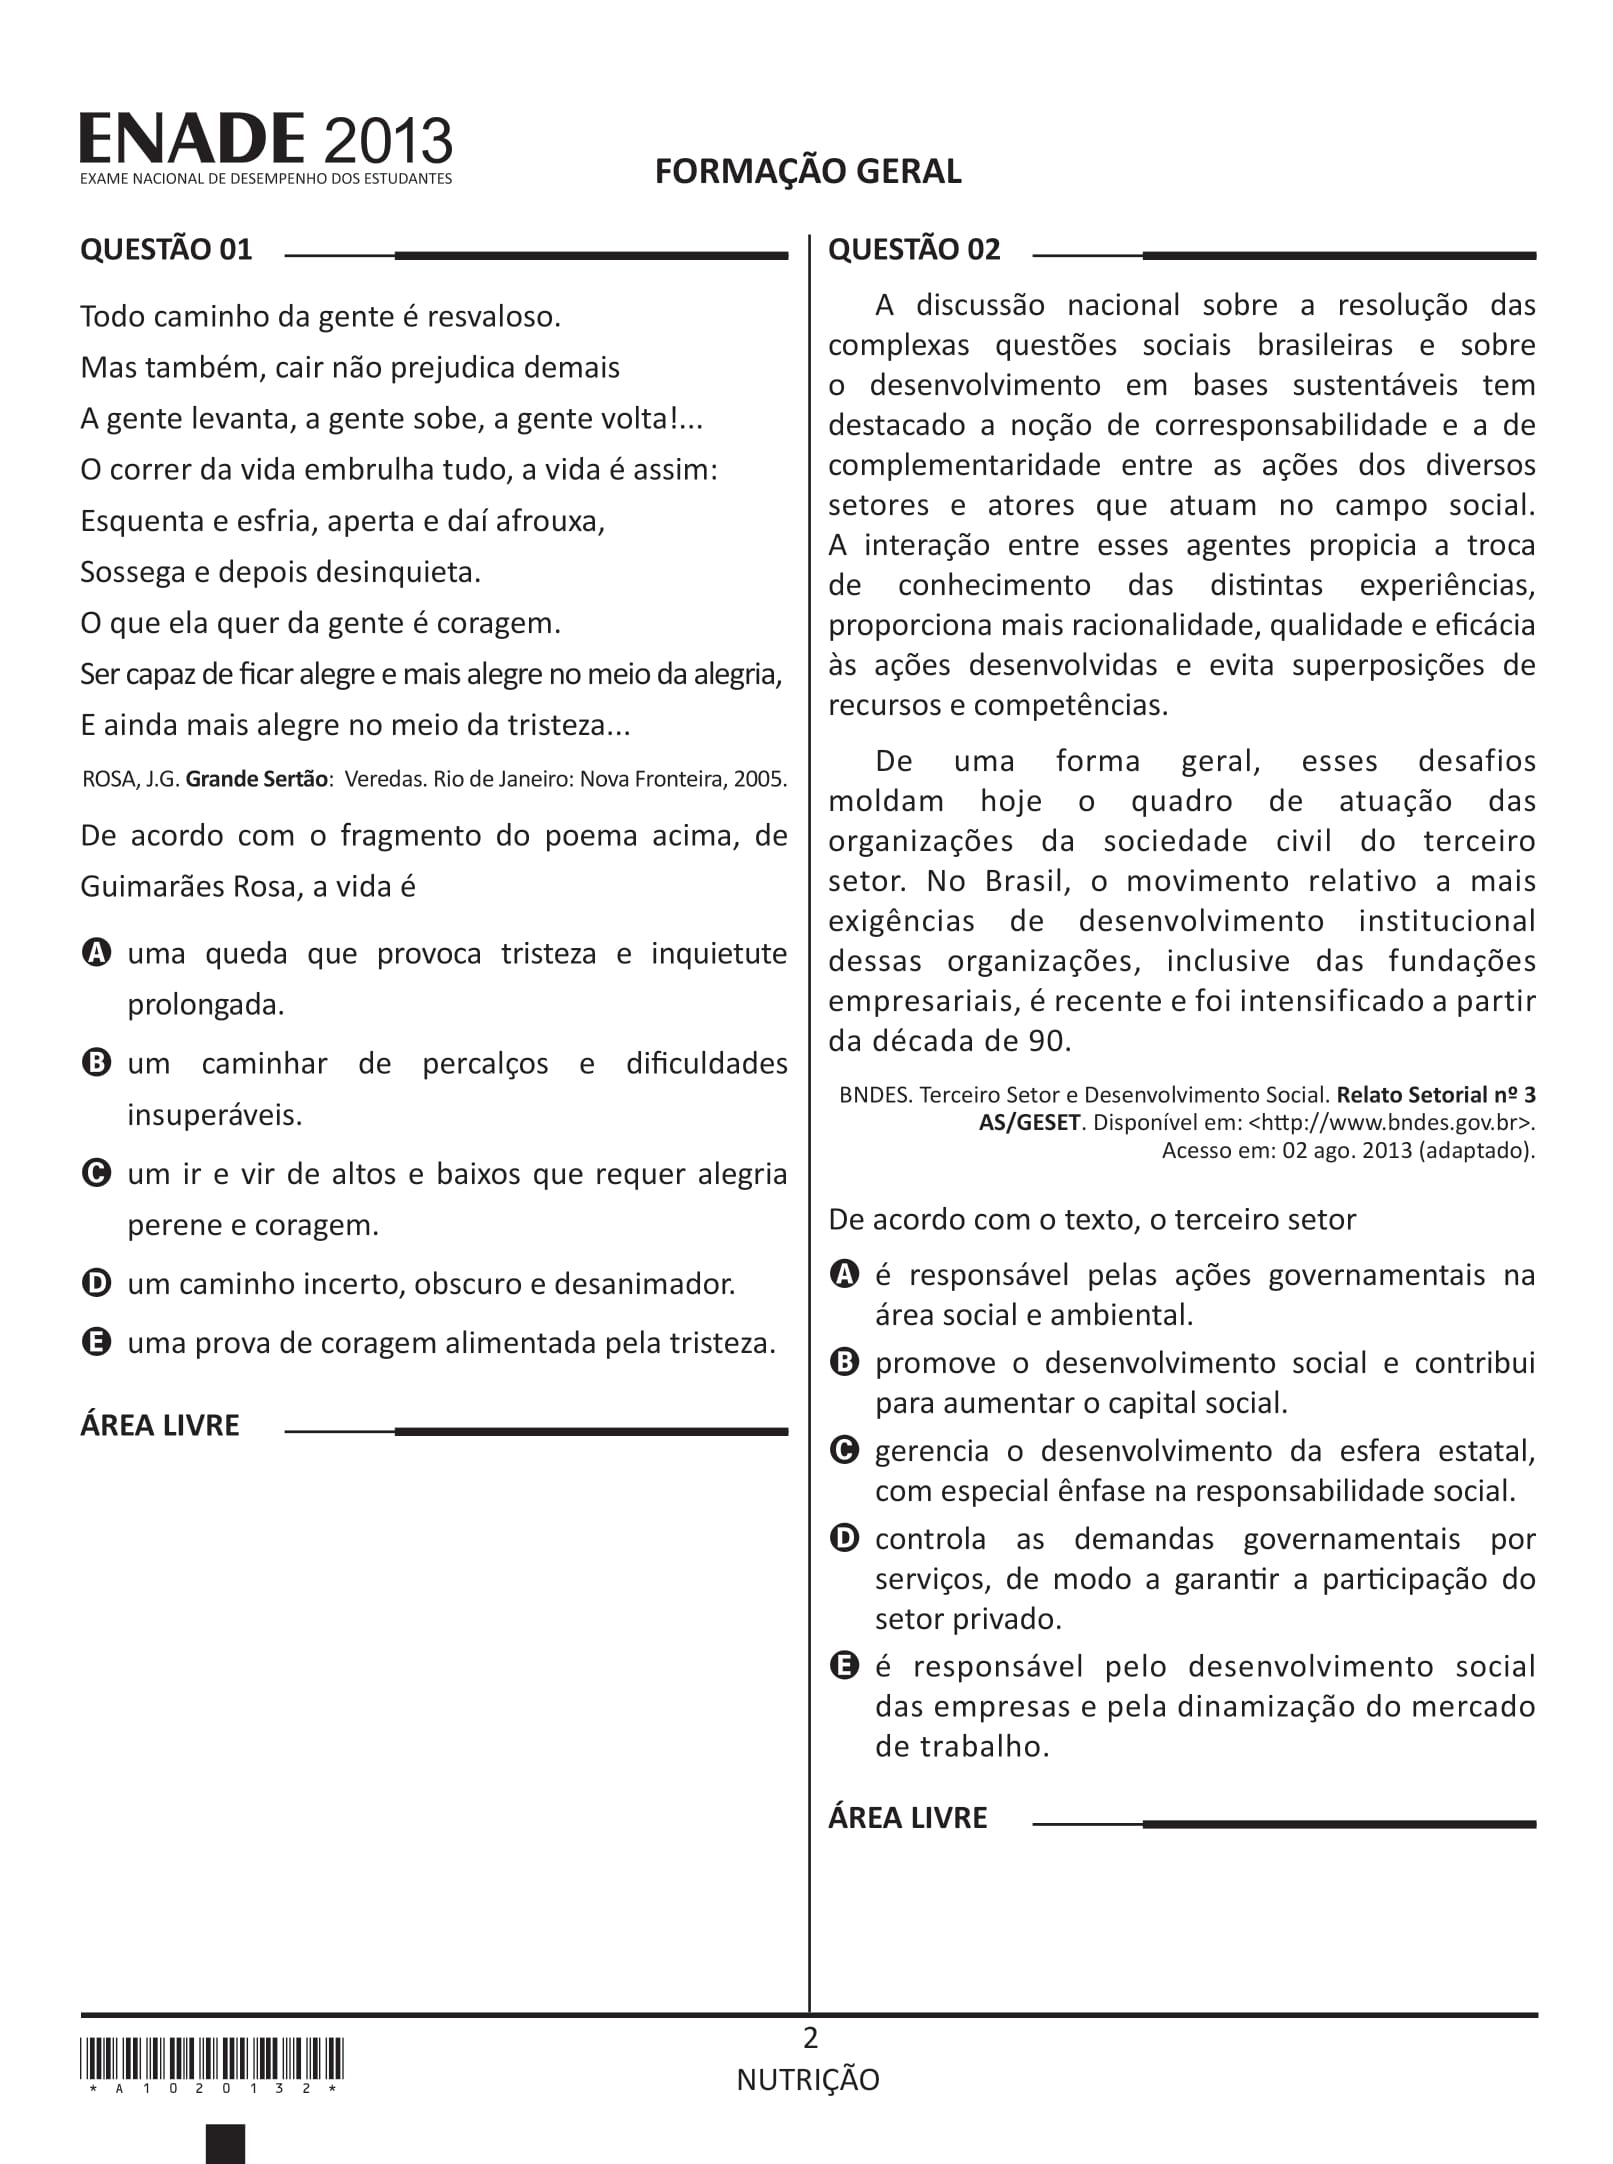 ENADE 2013
EXAME NACIONAL DE DESEMPENHO DOS ESTUDANTES
FORMAÇÃO GERAL
QUESTÃO 01
Todo caminho da gente é resvaloso.
Mas também, cair não prejudica demais
A gente levanta, a gente sobe, a gente volta!...
O correr da vida embrulha tudo, a vida é assim:
Esquenta e esfria, aperta e daí afrouxa,
Sossega e depois desinquieta.
O que ela quer da gente é coragem.
Ser capaz de ficar alegre e mais alegre no meio da alegria,
E ainda mais alegre no meio da tristeza...
ROSA, J.G. Grande Sertão: Veredas. Rio de Janeiro: Nova Fronteira, 2005.
De acordo com o fragmento do poema acima, de
Guimarães Rosa, a vida é
A uma queda que provoca tristeza e inquietute
prolongada.
B um caminhar de percalços e dificuldades
insuperáveis.
C um ir e vir de altos e baixos que requer alegria
perene e coragem.
D um caminho incerto, obscuro e desanimador.
E uma prova de coragem alimentada pela tristeza.
ÁREA LIVRE
QUESTÃO 02
A discussão nacional sobre a resolução das
complexas questões sociais brasileiras e sobre
o desenvolvimento em bases sustentáveis tem
destacado a noção de corresponsabilidade e a de
complementaridade entre as ações dos diversos
setores e atores que atuam no campo social.
A interação entre esses agentes propicia a troca
de conhecimento das distintas experiências,
proporciona mais racionalidade, qualidade e eficácia
às ações desenvolvidas e evita superposições de
recursos e competências.
De uma forma geral, esses desafios
moldam hoje o quadro de atuação das
organizações da sociedade civil do terceiro
setor. No Brasil, o movimento relativo a mais
exigências de desenvolvimento institucional
dessas organizações, inclusive das fundações
empresariais, é recente e foi intensificado a partir
da década de 90.
BNDES. Terceiro Setor e Desenvolvimento Social. Relato Setorial nº 3
AS/GESET. Disponível em: <http://www.bndes.gov.br>.
Acesso em: 02 ago. 2013 (adaptado).
De acordo com o texto, o terceiro setor
A é responsável pelas ações governamentais na
área social e ambiental.
B promove o desenvolvimento social e contribui
para aumentar o capital social.
C gerencia o desenvolvimento da esfera estatal,
com especial ênfase na responsabilidade social.
D controla as demandas governamentais por
serviços, de modo a garantir a participação do
setor privado.
E é responsável pelo desenvolvimento social
das empresas e pela dinamização do mercado
de trabalho.
ÁREA LIVRE
2
NUTRIÇÃO
*A1020132*